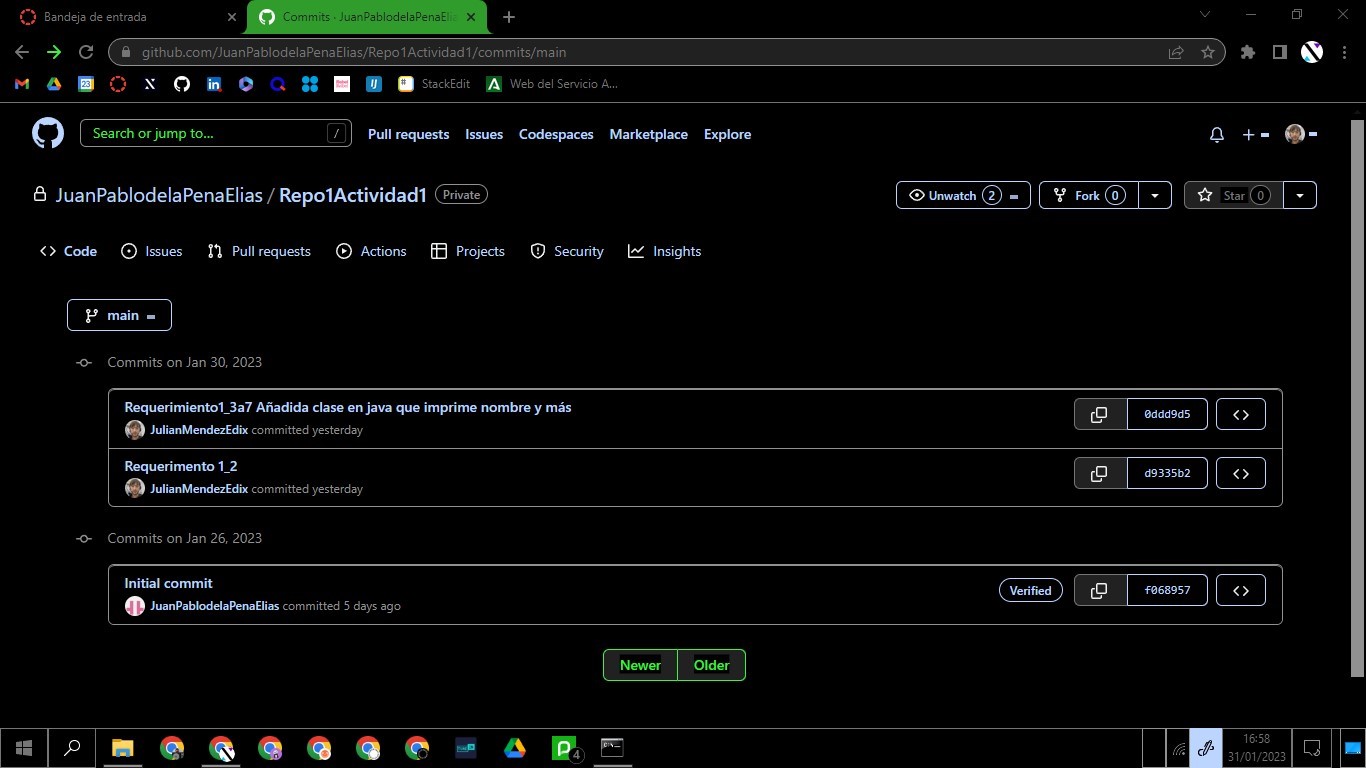 Bandeja de entrada
Commits · JuanPablodelaPenaElia
github.com/JuanPablodelaPenaElias/Repo1Actividad1/commits/main
StackEdit
Web del Servicio A...
Search or jump to...
/
Pull requests
Issues
Codespaces
Marketplace
Explore
JuanPablodelaPenaElias / Repo1Actividad1
Private
Unwatch 2
Fork 0
Star 0
Code
Issues
Pull requests
Actions
Projects
Security
Insights
main
Commits on Jan 30, 2023
Requerimiento1_3a7 Añadida clase en java que imprime nombre y más
0ddd9d5
JulianMendezEdix committed yesterday
Requerimento 1_2
d9335b2
JulianMendezEdix committed yesterday
Commits on Jan 26, 2023
Initial commit
Verified
f068957
JuanPablodelaPenaElias committed 5 days ago
Newer
Older
4
16:58
31/01/2023